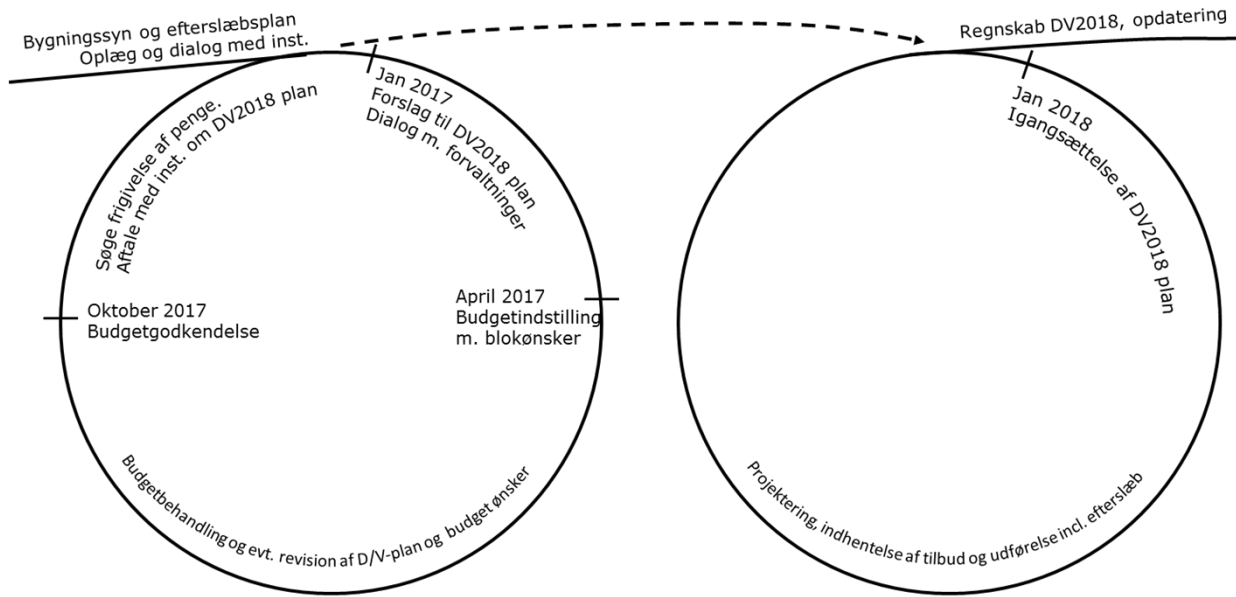 Bygningssyn og efterslæbsplan
Oplæg og dialog med inst.
Jan 2017
Forslag til DV2018 plan
Dialog m. forvaltninger
April 2017
Budgetindstilling
m. blokønsker
Budgetbehandling og evt. revision af D/V-plan og budget ønsker
Oktober 2017
Budgetgodkendelse
Søge frigivelse af penge.
Aftale med inst. om DV2018 plan
Regnskab DV2018, opdatering
Jan 2018
Igangsættelse af DV2018 plan
Projektering, indhentelse af tilbud og udførelse incl. efterslæb